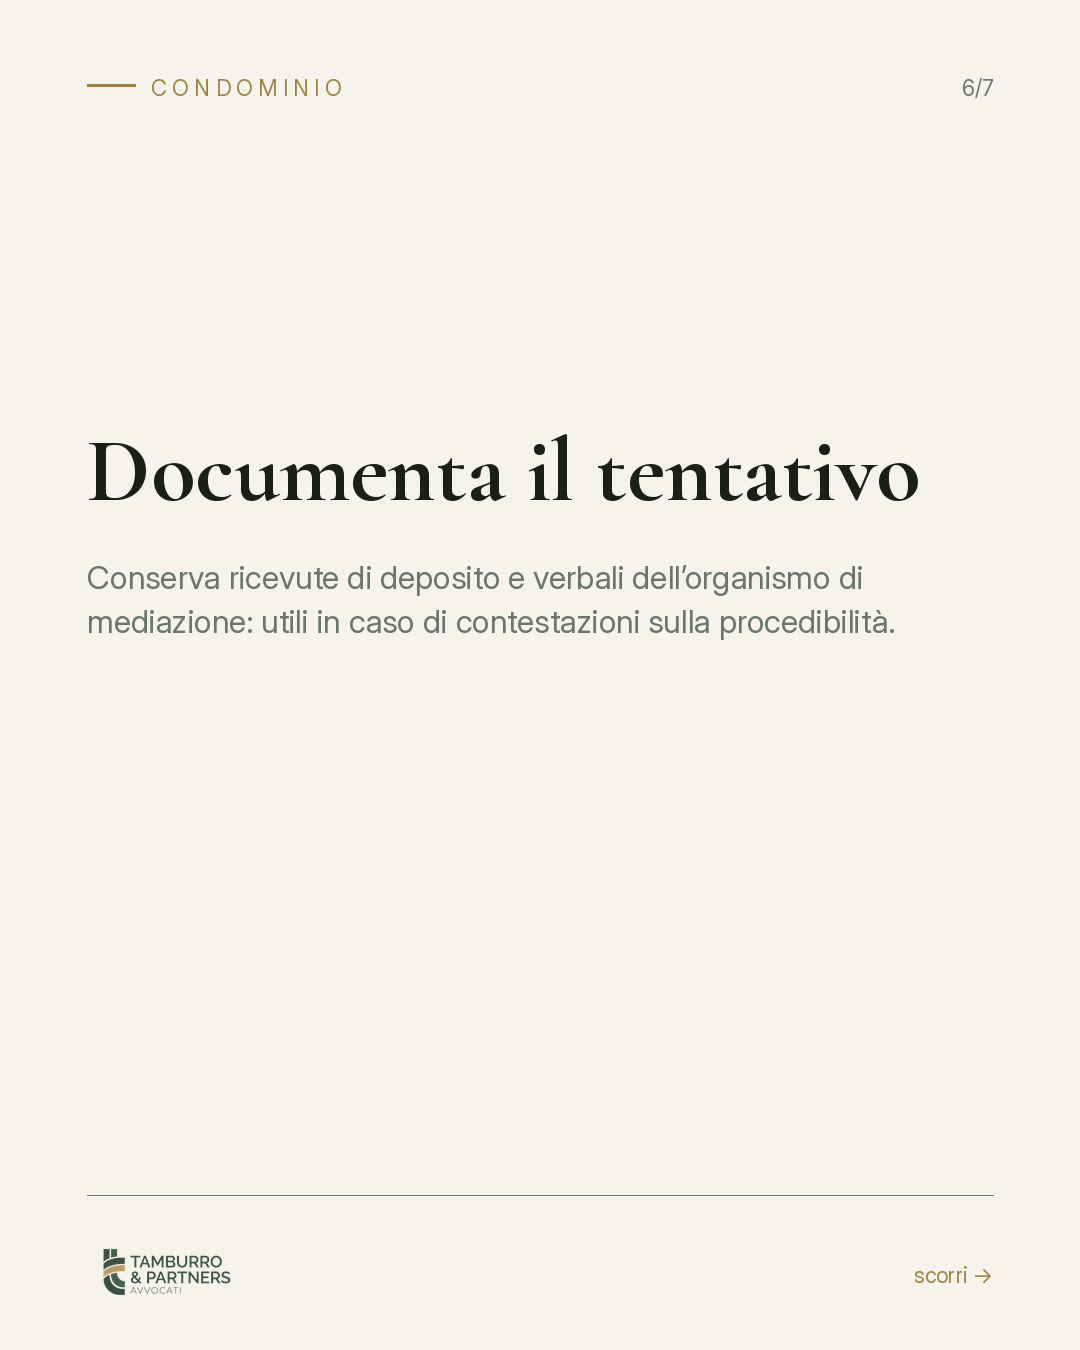 CONDOMINIO
6/7
Documenta il tentativo
Conserva ricevute di deposito e verbali dell’organismo di
mediazione: utili in caso di contestazioni sulla procedibilità.
TAMBURRO
& PARTNERS
AVVOCATI
scorri →